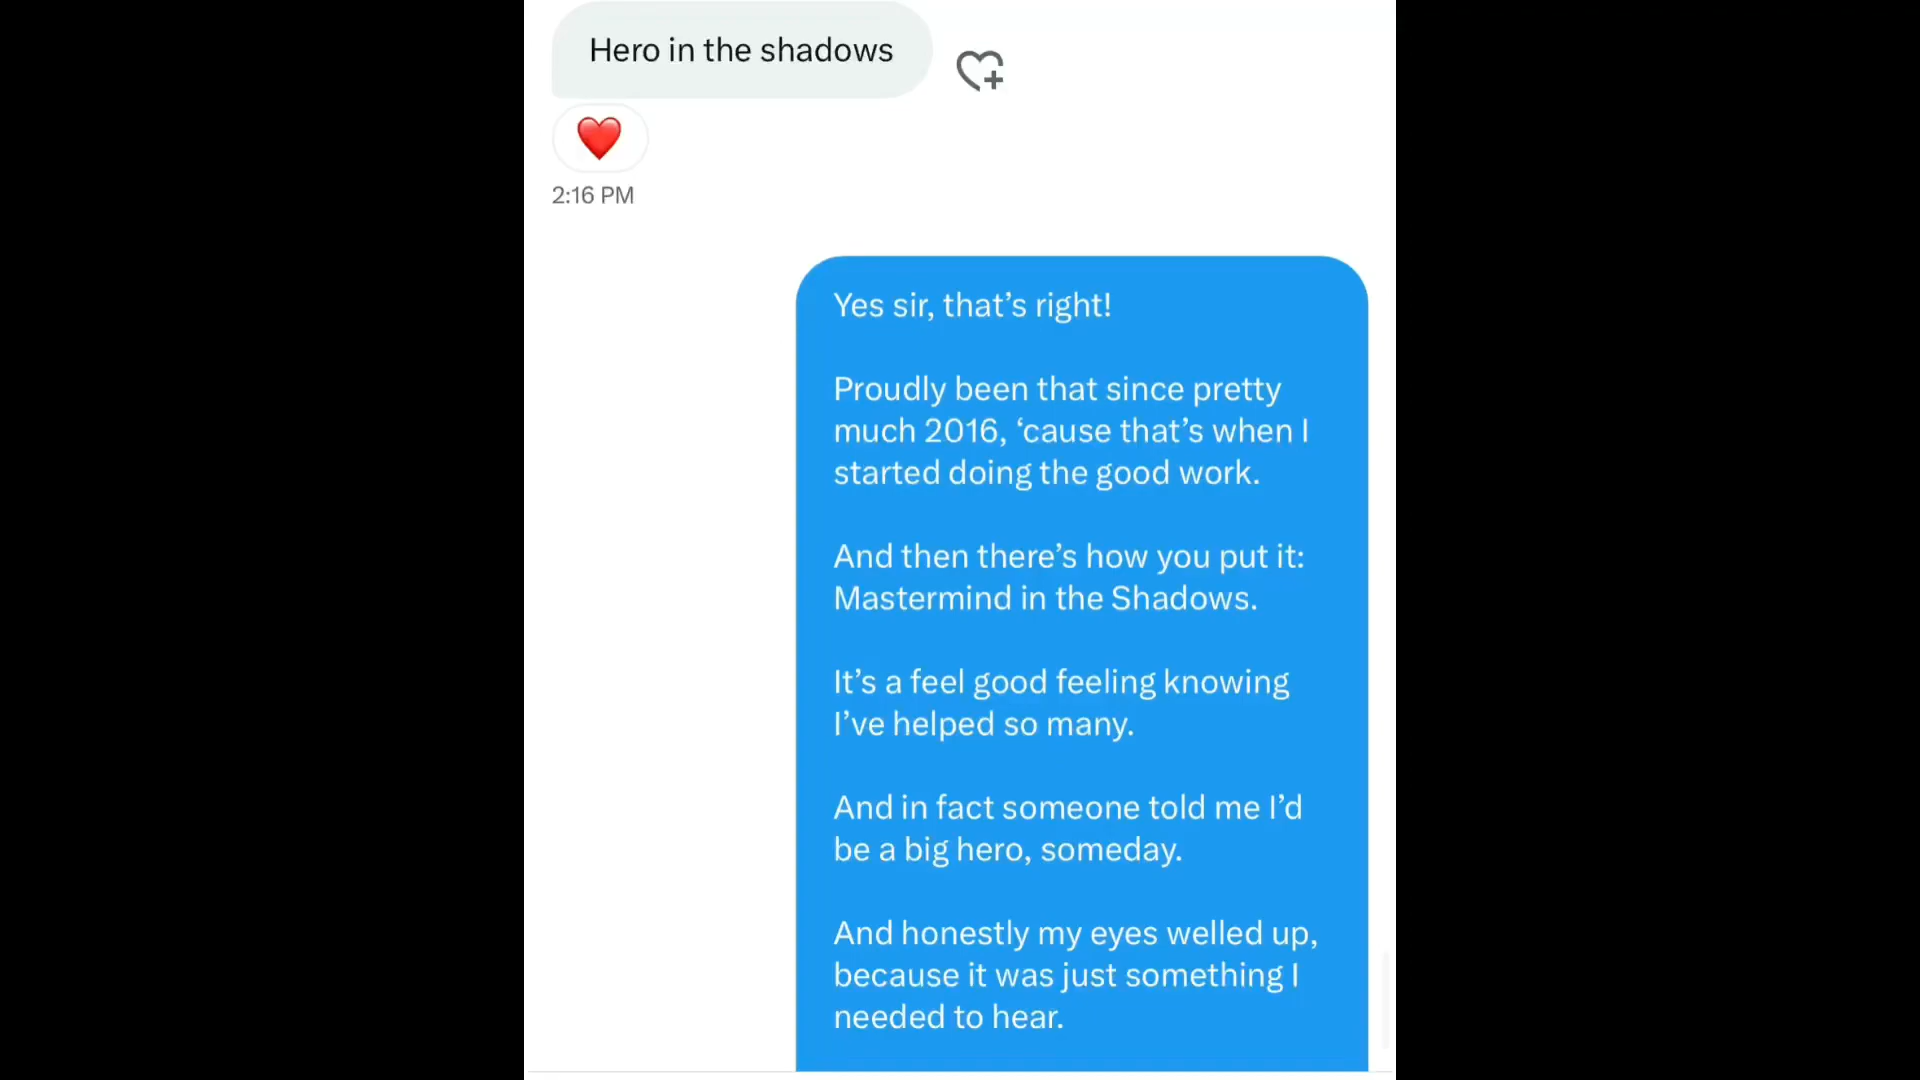 Hero in the shadows
❤️
2:16 PM
Yes sir, that’s right!
Proudly been that since pretty
much 2016, ‘cause that’s when I
started doing the good work.
And then there’s how you put it:
Mastermind in the Shadows.
It’s a feel good feeling knowing
I’ve helped so many.
And in fact someone told me I’d
be a big hero, someday.
And honestly my eyes welled up,
because it was just something I
needed to hear.